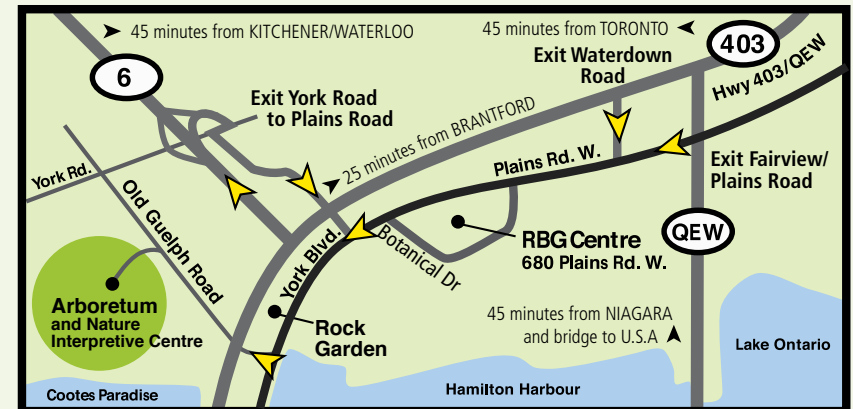 45 minutes from KITCHENER/WATERLOO
45 minutes from TORONTO
403
6
Exit Waterdown
Road
Hwy 403/QEW
Exit York Road
to Plains Road
25 minutes from BRANTFORD
Plains Rd. W.
Exit Fairview/
Plains Road
York Rd.
Old Guelph Road
York Blvd.
Botanical Dr
RBG Centre
680 Plains Rd. W.
QEW
Arboretum
and Nature
Interpretive Centre
Rock
Garden
45 minutes from NIAGARA
and bridge to U.S.A
Lake Ontario
Cootes Paradise
Hamilton Harbour